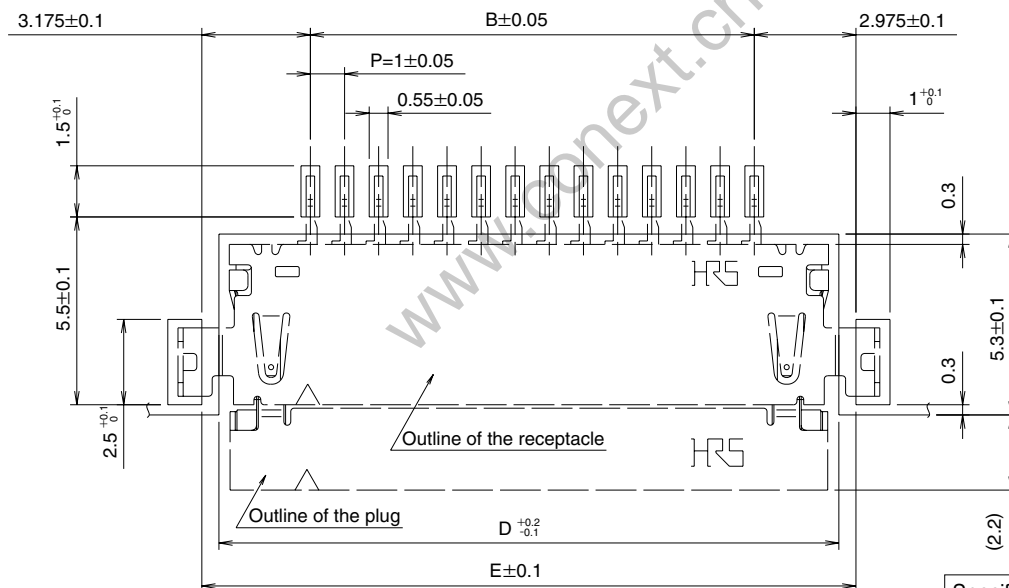 3.175±0.1
B±0.05
2.975±0.1
P=1±0.05
0.55±0.05
1 +0.1 0
1.5 +0.1 0
0.3
HRS
5.5±0.1
5.3±0.1
0.3
2.5 +0.1 0
Outline of the receptacle
HRS
Outline of the plug
D +0.2 -0.1
(2.2)
E±0.1
www.conext.cn